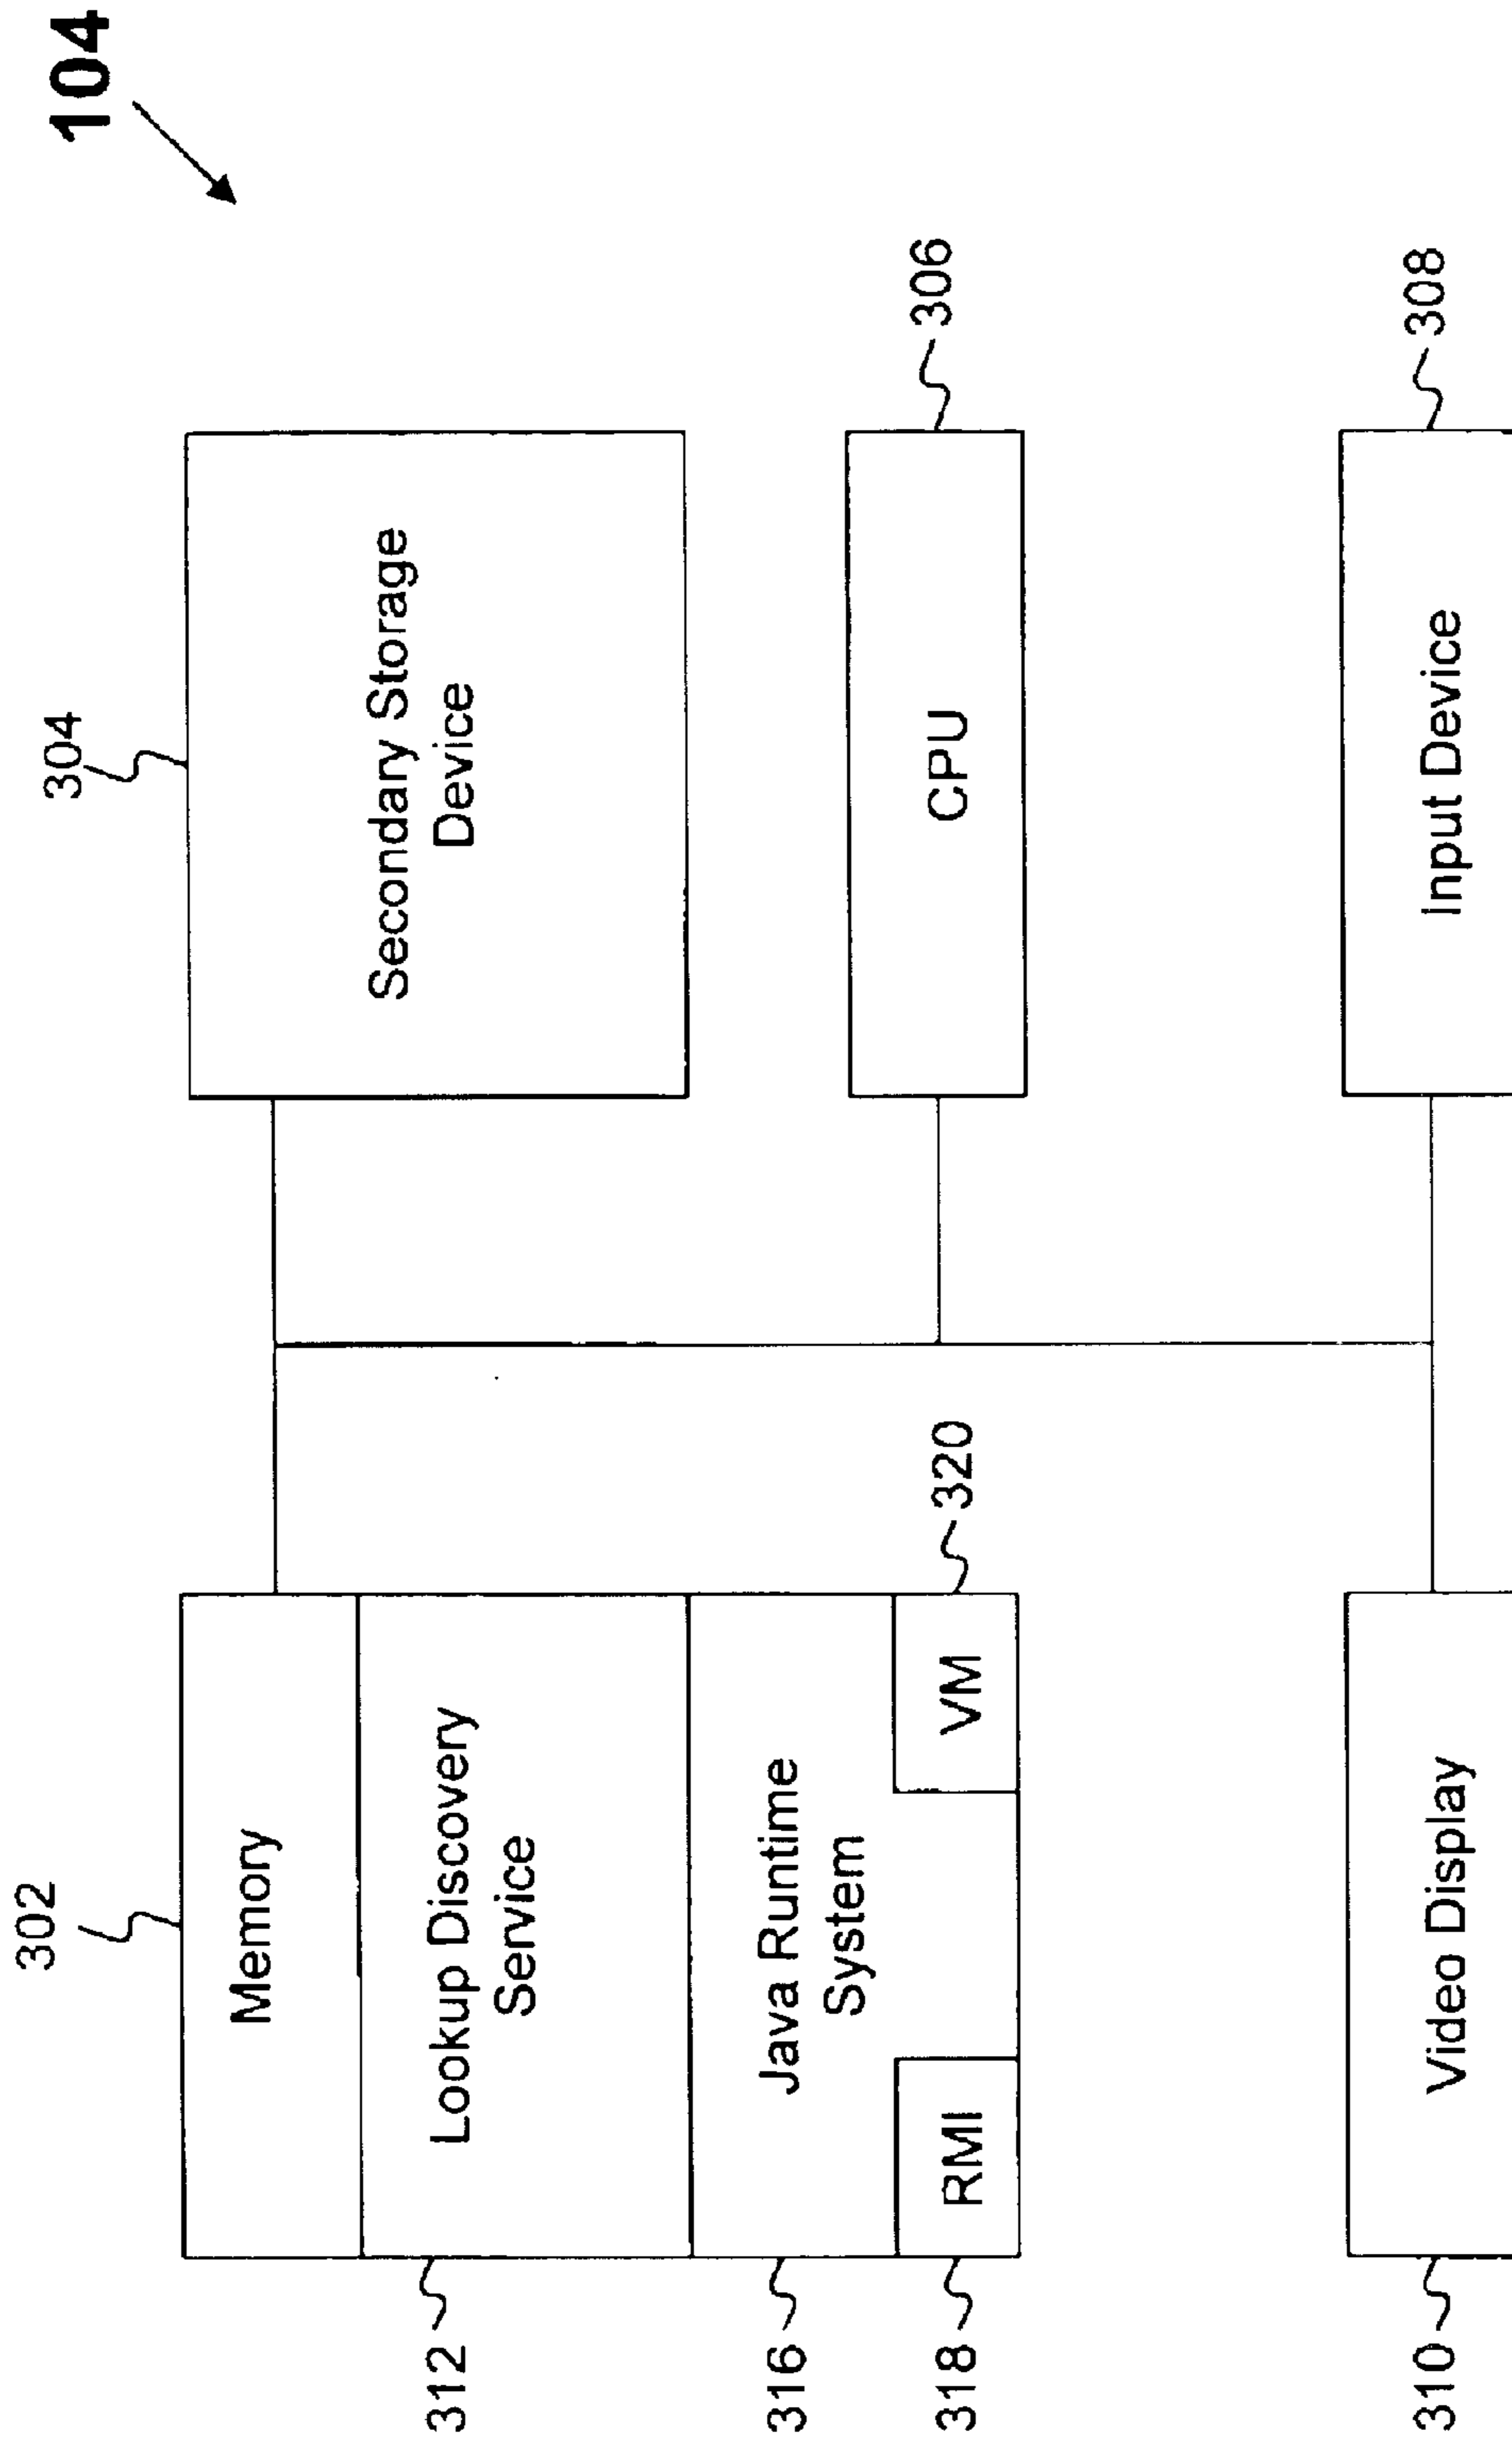 104
302
304
Memory
Secondary Storage
Device
312
Lookup Discovery
Service
316
Java Runtime
System
CPU
306
318
RMI
VM
320
310
Video Display
Input Device
308